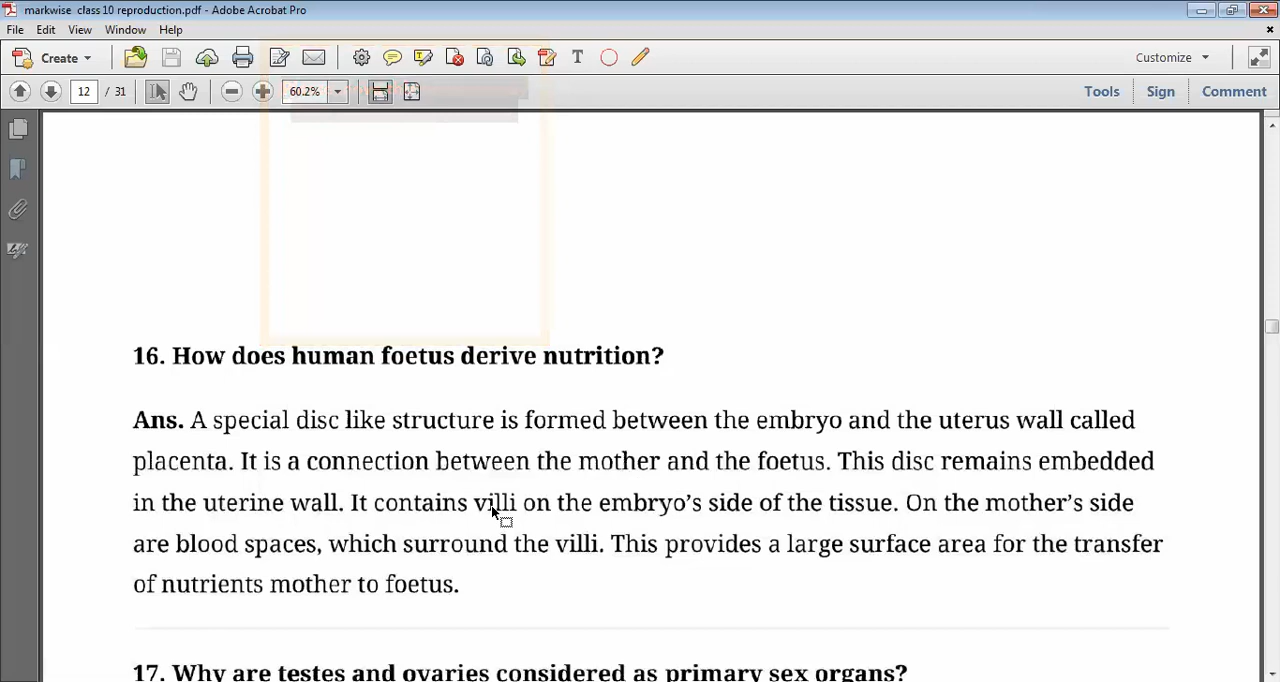 markwise class 10 reproduction.pdf - Adobe Acrobat Pro
File Edit View Window Help
Create Customize
12 / 31 60.2% Tools Sign Comment
16. How does human foetus derive nutrition?
Ans. A special disc like structure is formed between the embryo and the uterus wall called
placenta. It is a connection between the mother and the foetus. This disc remains embedded
in the uterine wall. It contains villi on the embryo’s side of the tissue. On the mother’s side
are blood spaces, which surround the villi. This provides a large surface area for the transfer
of nutrients mother to foetus.
17. Why are testes and ovaries considered as primary sex organs?